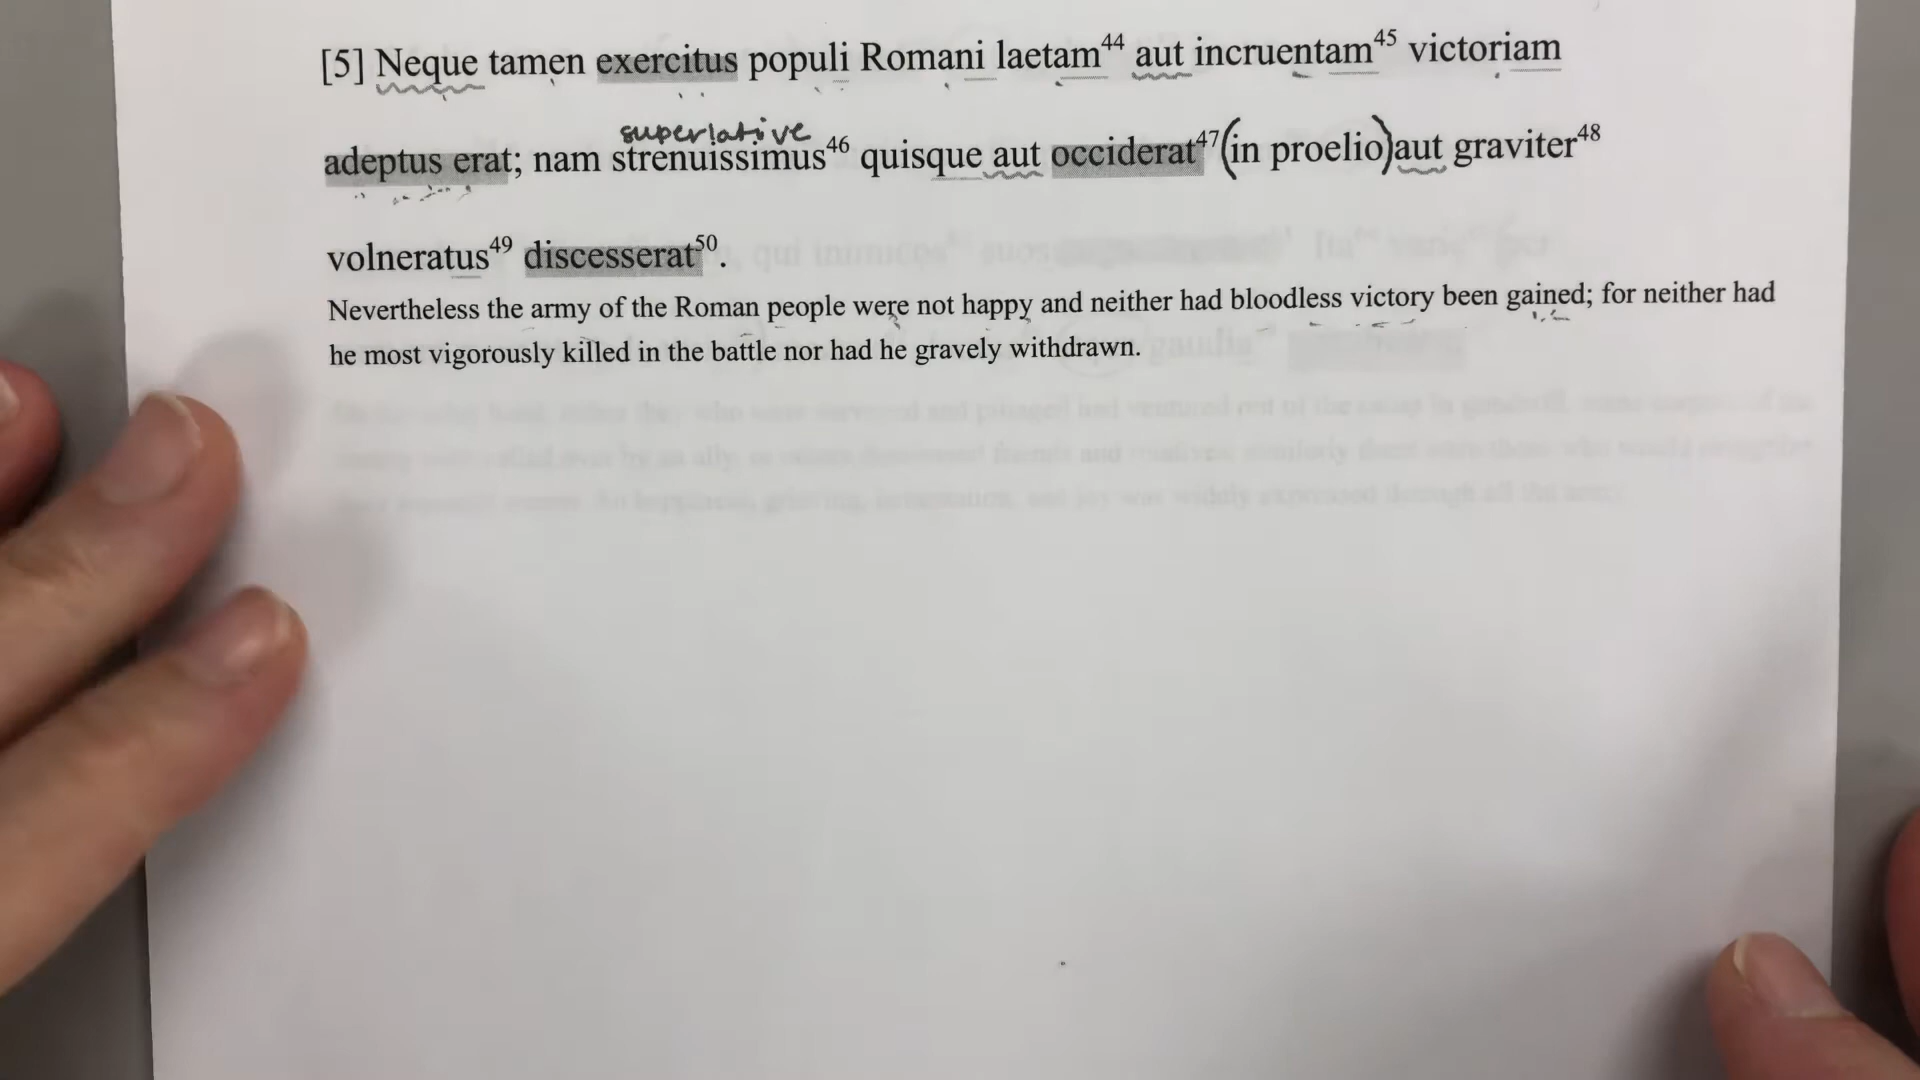 [5] Neque tamen exercitus populi Romani laetam44 aut incruentam45 victoriam
superlative
adeptus erat; nam strenuissimus46 quisque aut occiderat47 (in proelio) aut graviter48
volneratus49 discesserat50.
Nevertheless the army of the Roman people were not happy and neither had bloodless victory been gained; for neither had
he most vigorously killed in the battle nor had he gravely withdrawn.